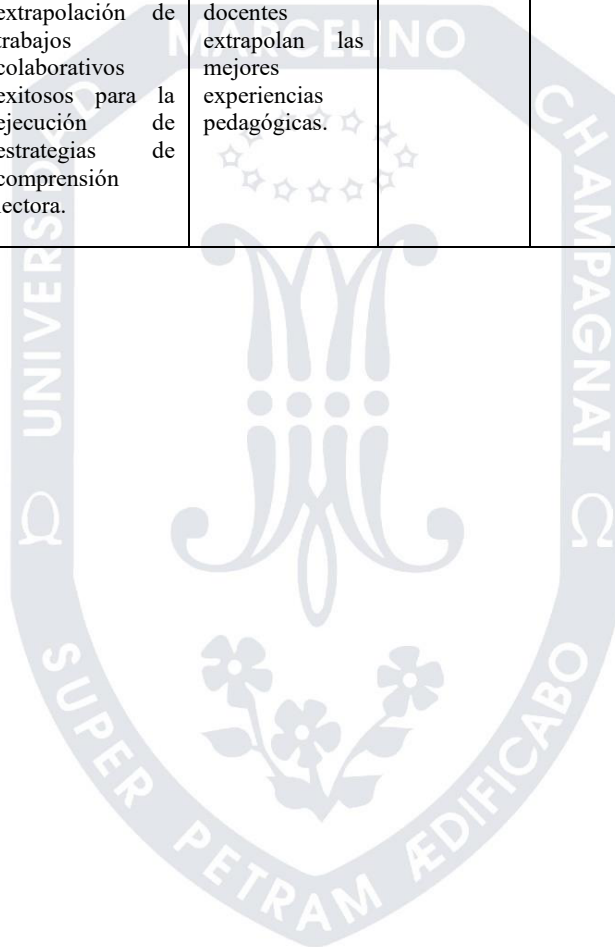 extrapolación de
trabajos
colaborativos
exitosos para la
ejecución de
estrategias de
comprensión
lectora.
docentes
extrapolan las
mejores
experiencias
pedagógicas.
UNIVERSIDAD MARCELINO CHAMPAGNAT
Ω SUPER PETRAM ÆDIFICABO Ω